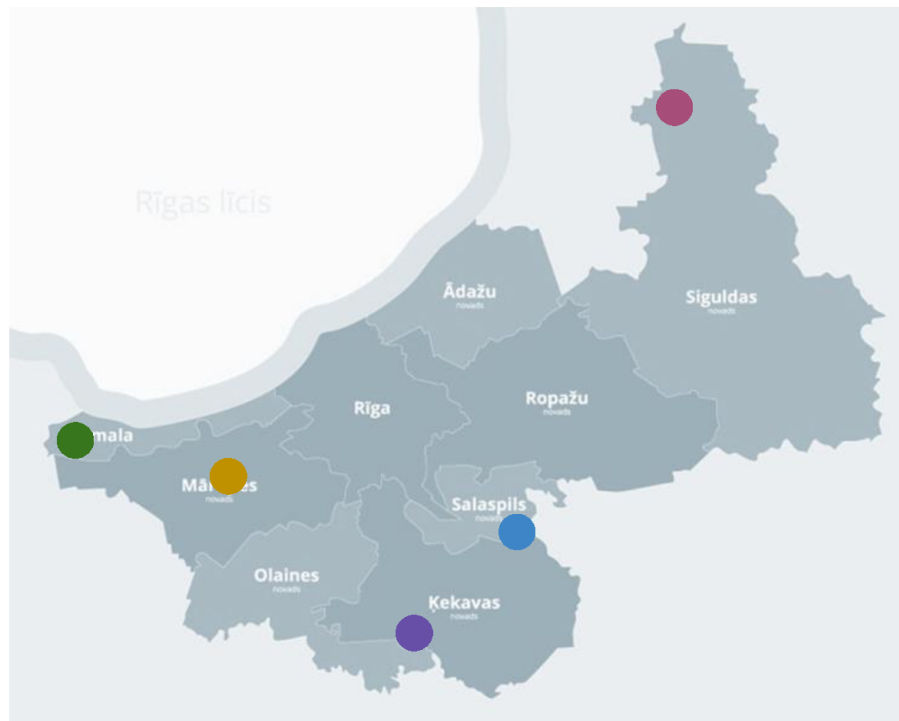 Rīgas līcis
Ādažu
novads
Siguldas
novads
Ropažu
novads
Rīga
mala
novads
Salaspils
novads
Olaines
novads
Ķekavas
novads